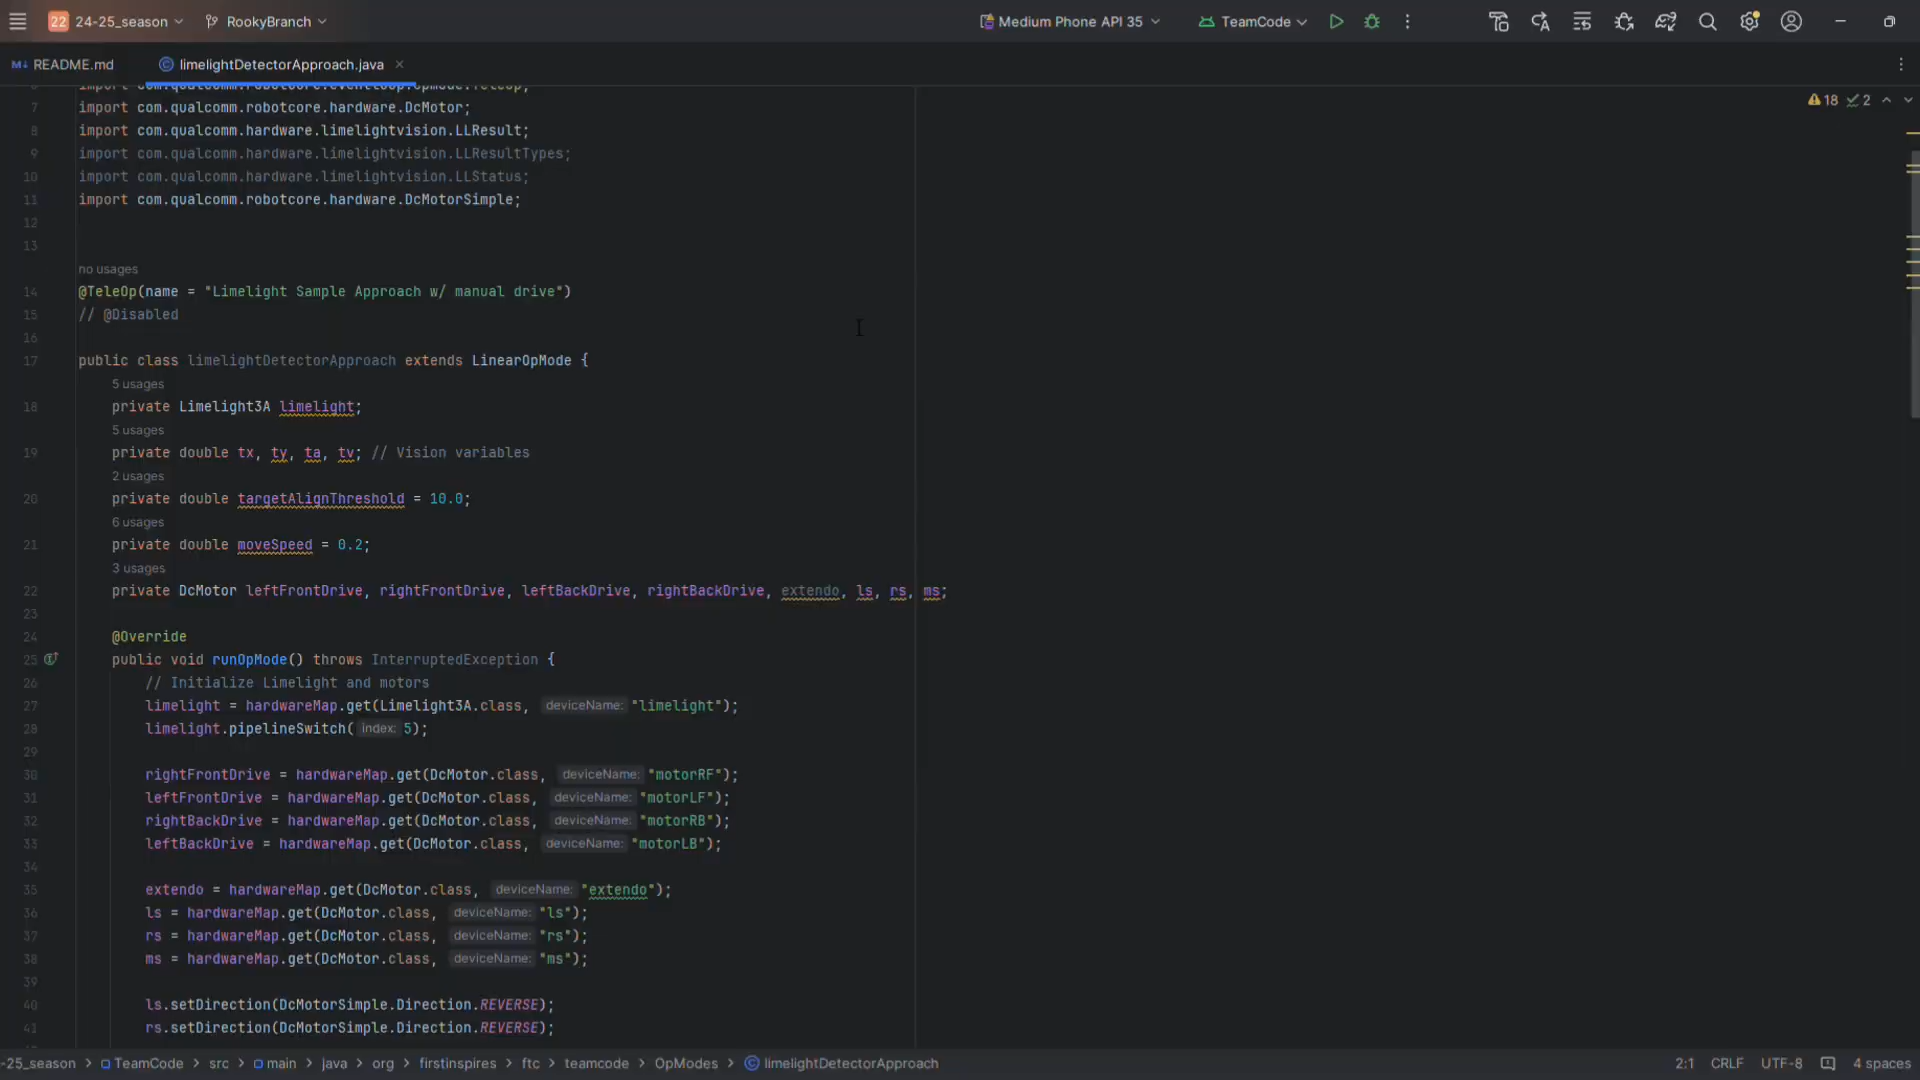 22 24-25_season RookyBranch Medium Phone API 35 TeamCode
M↓ README.md limelightDetectorApproach.java
18 2
import com.qualcomm.robotcore.eventloop.opmode.TeleOp;
7 import com.qualcomm.robotcore.hardware.DcMotor;
8 import com.qualcomm.hardware.limelightvision.LLResult;
9 import com.qualcomm.hardware.limelightvision.LLResultTypes;
10 import com.qualcomm.hardware.limelightvision.LLStatus;
11 import com.qualcomm.robotcore.hardware.DcMotorSimple;
12
13
no usages
14 @TeleOp(name = "Limelight Sample Approach w/ manual drive")
15 // @Disabled
16
17 public class limelightDetectorApproach extends LinearOpMode {
5 usages
18 private Limelight3A limelight;
5 usages
19 private double tx, ty, ta, tv; // Vision variables
2 usages
20 private double targetAlignThreshold = 10.0;
6 usages
21 private double moveSpeed = 0.2;
3 usages
22 private DcMotor leftFrontDrive, rightFrontDrive, leftBackDrive, rightBackDrive, extendo, ls, rs, ms;
23
24 @Override
25 public void runOpMode() throws InterruptedException {
26 // Initialize Limelight and motors
27 limelight = hardwareMap.get(Limelight3A.class, deviceName: "limelight");
28 limelight.pipelineSwitch( index: 5);
29
30 rightFrontDrive = hardwareMap.get(DcMotor.class, deviceName: "motorRF");
31 leftFrontDrive = hardwareMap.get(DcMotor.class, deviceName: "motorLF");
32 rightBackDrive = hardwareMap.get(DcMotor.class, deviceName: "motorRB");
33 leftBackDrive = hardwareMap.get(DcMotor.class, deviceName: "motorLB");
34
35 extendo = hardwareMap.get(DcMotor.class, deviceName: "extendo");
36 ls = hardwareMap.get(DcMotor.class, deviceName: "ls");
37 rs = hardwareMap.get(DcMotor.class, deviceName: "rs");
38 ms = hardwareMap.get(DcMotor.class, deviceName: "ms");
39
40 ls.setDirection(DcMotorSimple.Direction.REVERSE);
41 rs.setDirection(DcMotorSimple.Direction.REVERSE);
-25_season > TeamCode > src > main > java > org > firstinspires > ftc > teamcode > OpModes > limelightDetectorApproach 2:1 CRLF UTF-8 4 spaces